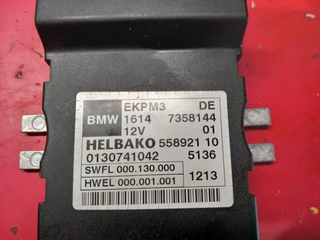 EKPM3 DE
BMW 1614 7358144
12V 01
HELBAKO 558921 10
0130741042 5136
SWFL 000.130.000
HWEL 000.001.001 1213